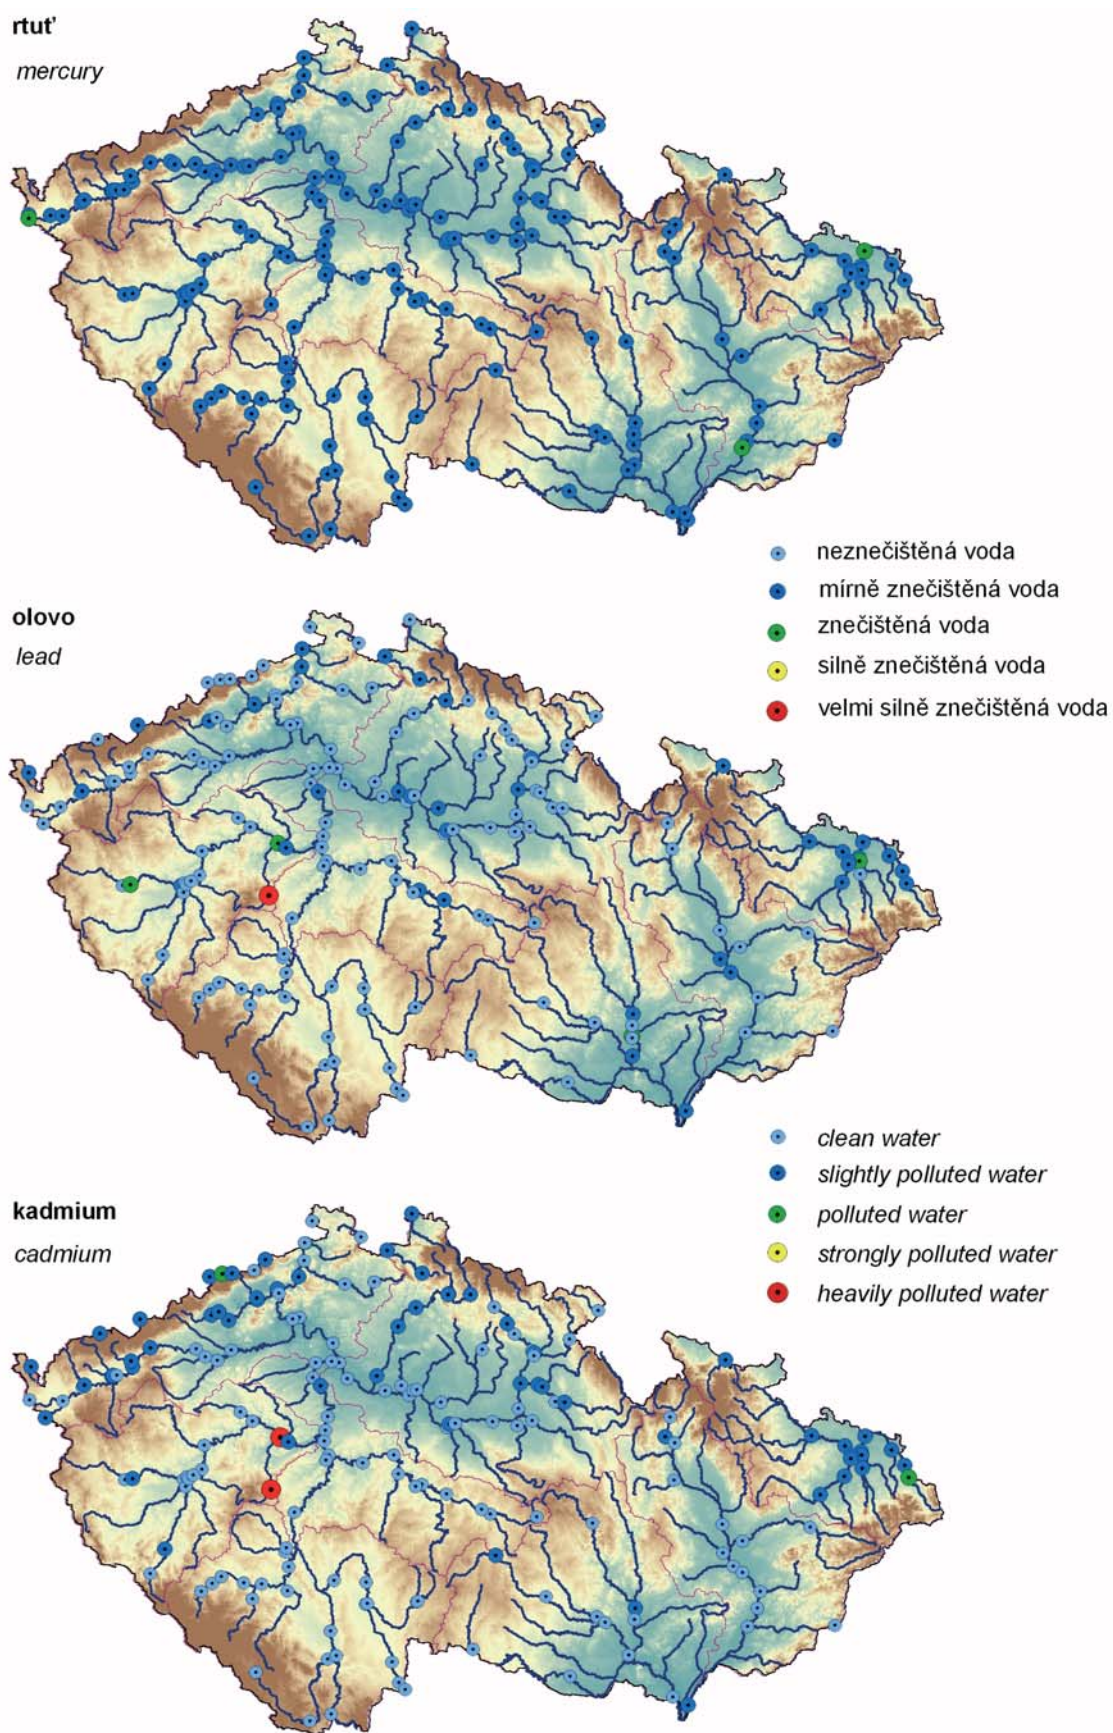 rtuť
mercury
neznečištěná voda
mírně znečištěná voda
znečištěná voda
silně znečištěná voda
velmi silně znečištěná voda
olovo
lead
clean water
slightly polluted water
polluted water
strongly polluted water
heavily polluted water
kadmium
cadmium